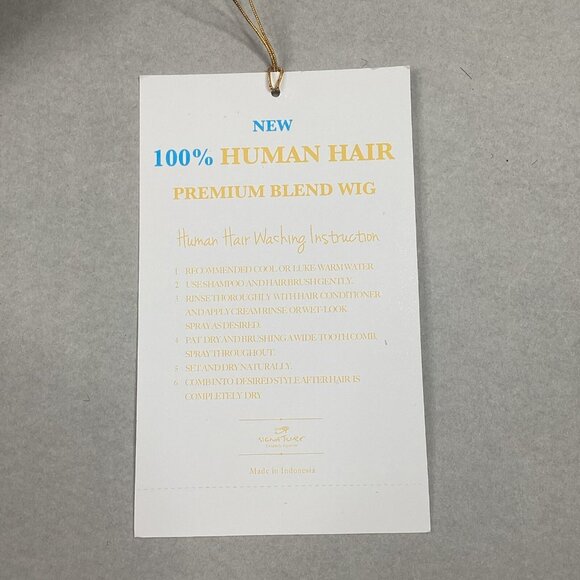 NEW
100% HUMAN HAIR
PREMIUM BLEND WIG
Human Hair Washing Instruction
1 RECOMMENDED COOL OR LUKE WARM WATER
2 USE SHAMPOO AND HAIR BRUSH GENTLY.
3 RINSE THOROUGHLY WITH HAIR CONDITIONER
AND APPLY CREAM RINSE OR WET-LOOK
SPRAY AS DESIRED.
4 PAT DRY AND BRUSHING A WIDE TOOTH COMB,
SPRAY THROUGHOUT.
5 SET AND DRY NATURALLY.
6 COMB INTO DESIRED STYLE AFTER HAIR IS
COMPLETELY DRY
Made in Indonesia